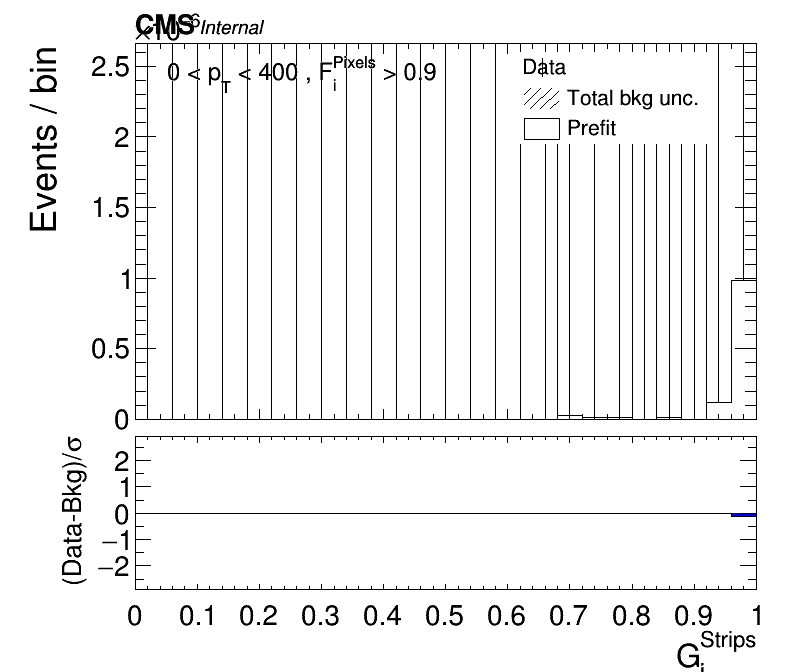 CMS Internal
×10⁻⁶
0 < p_T < 400 , F_i^Pixels > 0.9
Data
Total bkg unc.
Prefit
Events / bin
2.5
2
1.5
1
0.5
0
(Data-Bkg)/σ
2
1
0
−1
−2
0 0.1 0.2 0.3 0.4 0.5 0.6 0.7 0.8 0.9 1
G_i^Strips